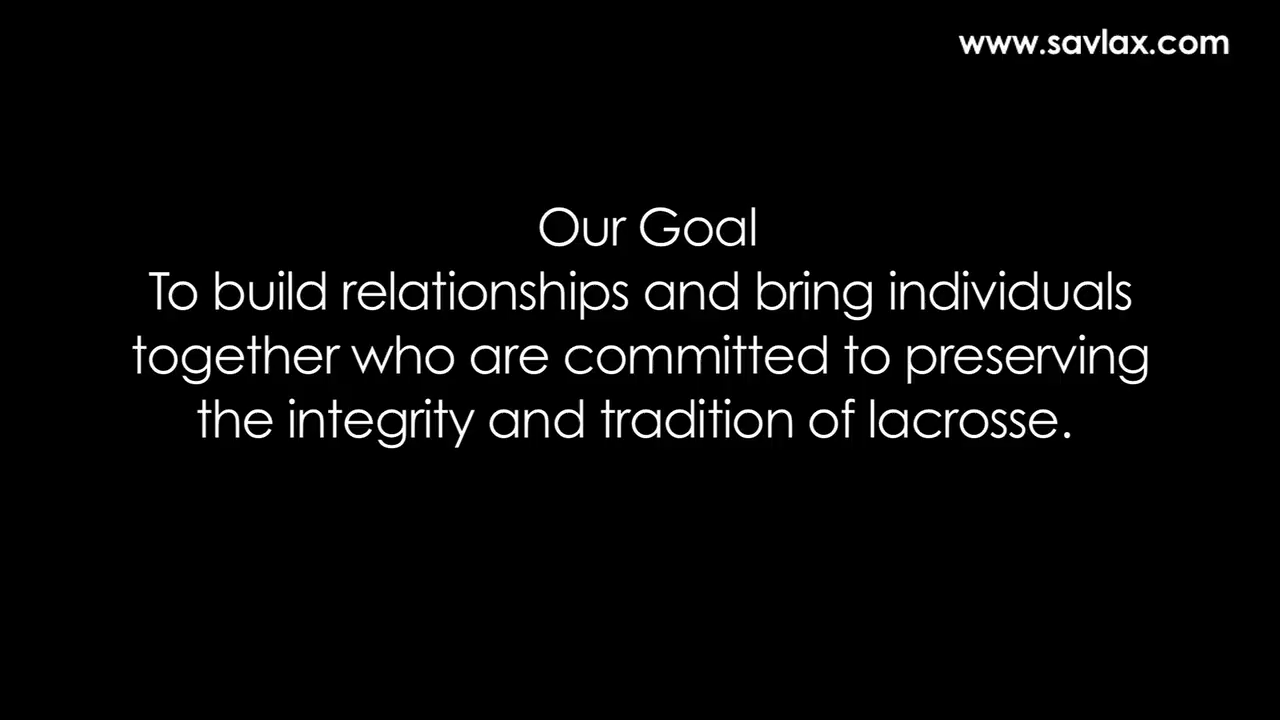 www.savlax.com
Our Goal
To build relationships and bring individuals
together who are committed to preserving
the integrity and tradition of lacrosse.